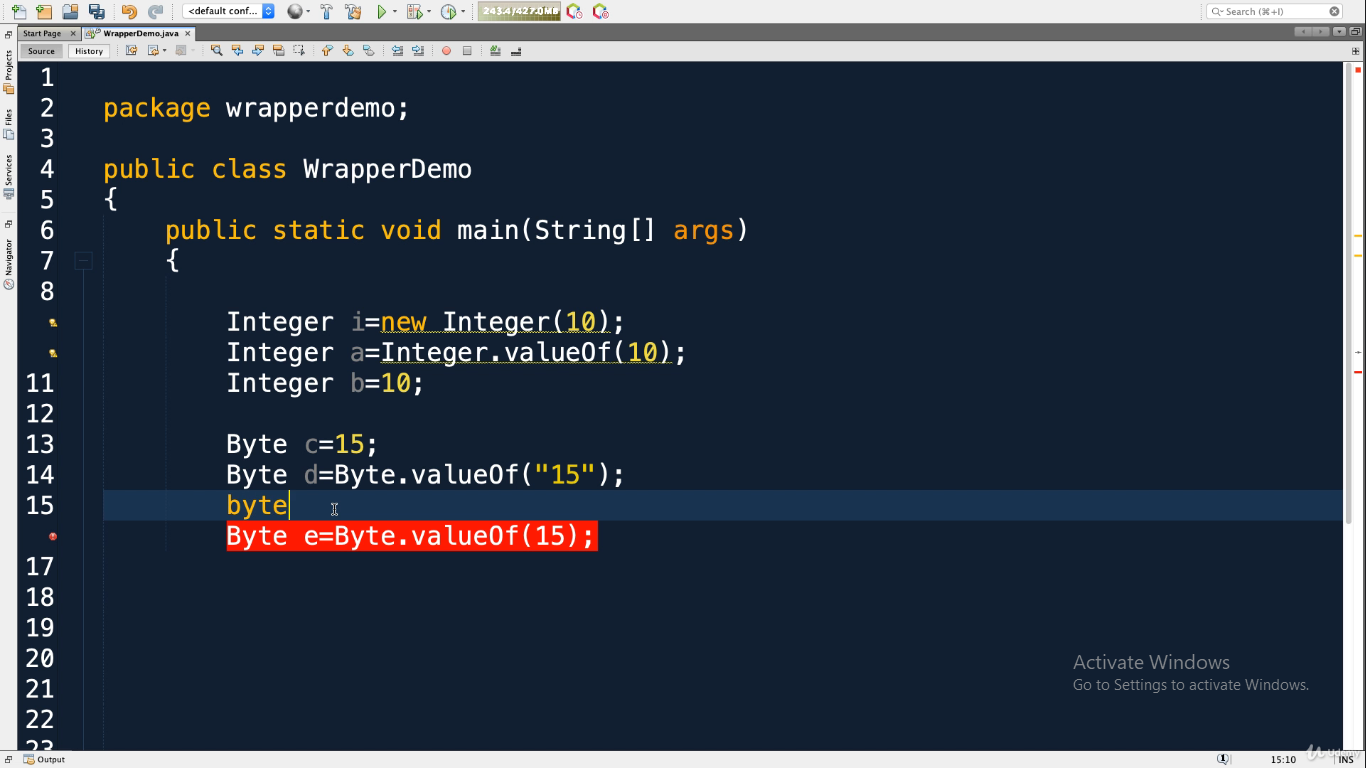 <default conf...
243.4/427.0MB
Search (⌘+I)
Start Page
WrapperDemo.java
Source
History
Projects
Files
Services
Navigator
1
2 package wrapperdemo;
3
4 public class WrapperDemo
5 {
6 public static void main(String[] args)
7 {
8
Integer i=new Integer(10);
Integer a=Integer.valueOf(10);
11 Integer b=10;
12
13 Byte c=15;
14 Byte d=Byte.valueOf("15");
15 byte
Byte e=Byte.valueOf(15);
17
18
19
20
21
22
23
Activate Windows
Go to Settings to activate Windows.
Output
1
15:10
INS
Udemy